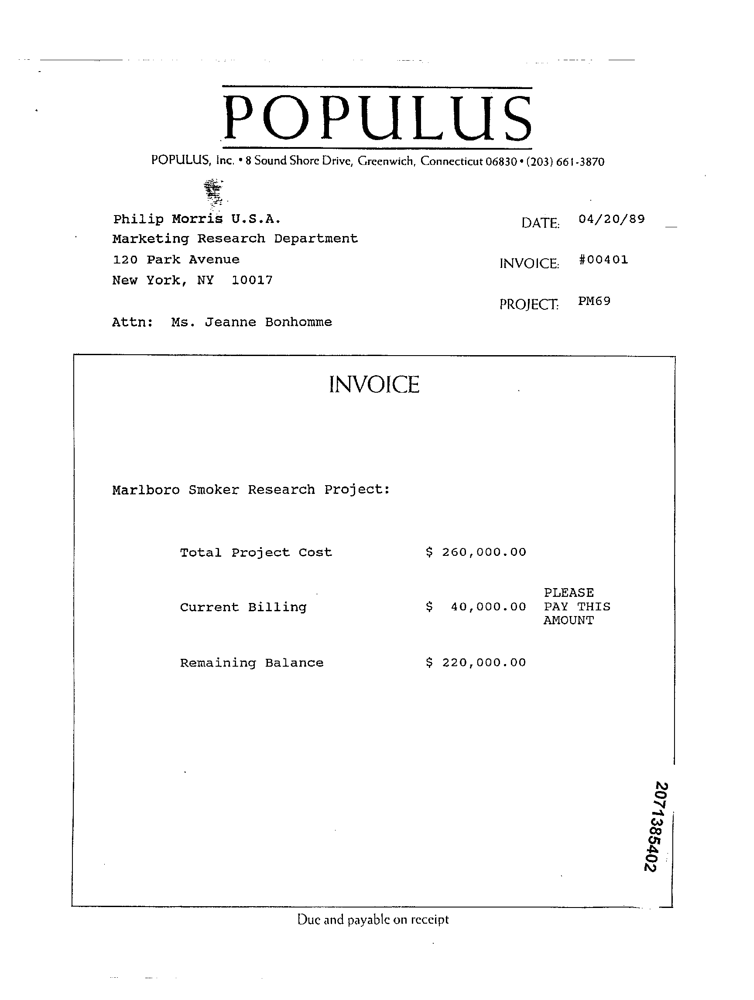 POPULUS
POPULUS, Inc. • 8 Sound Shore Drive, Greenwich, Connecticut 06830 • (203) 661-3870
Philip Morris U.S.A.
Marketing Research Department
120 Park Avenue
New York, NY 10017
Attn: Ms. Jeanne Bonhomme
DATE: 04/20/89
INVOICE: #00401
PROJECT: PM69
INVOICE
Marlboro Smoker Research Project:
Total Project Cost $ 260,000.00
Current Billing $ 40,000.00 PLEASE PAY THIS AMOUNT
Remaining Balance $ 220,000.00
2071385402
Due and payable on receipt